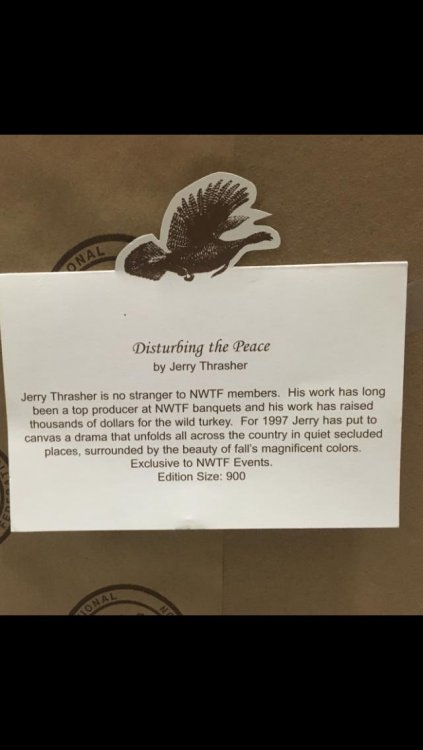 ONAL
Disturbing the Peace
by Jerry Thrasher
Jerry Thrasher is no stranger to NWTF members. His work has long
been a top producer at NWTF banquets and his work has raised
thousands of dollars for the wild turkey. For 1997 Jerry has put to
canvas a drama that unfolds all across the country in quiet secluded
places, surrounded by the beauty of fall's magnificent colors.
Exclusive to NWTF Events.
Edition Size: 900
IONAL